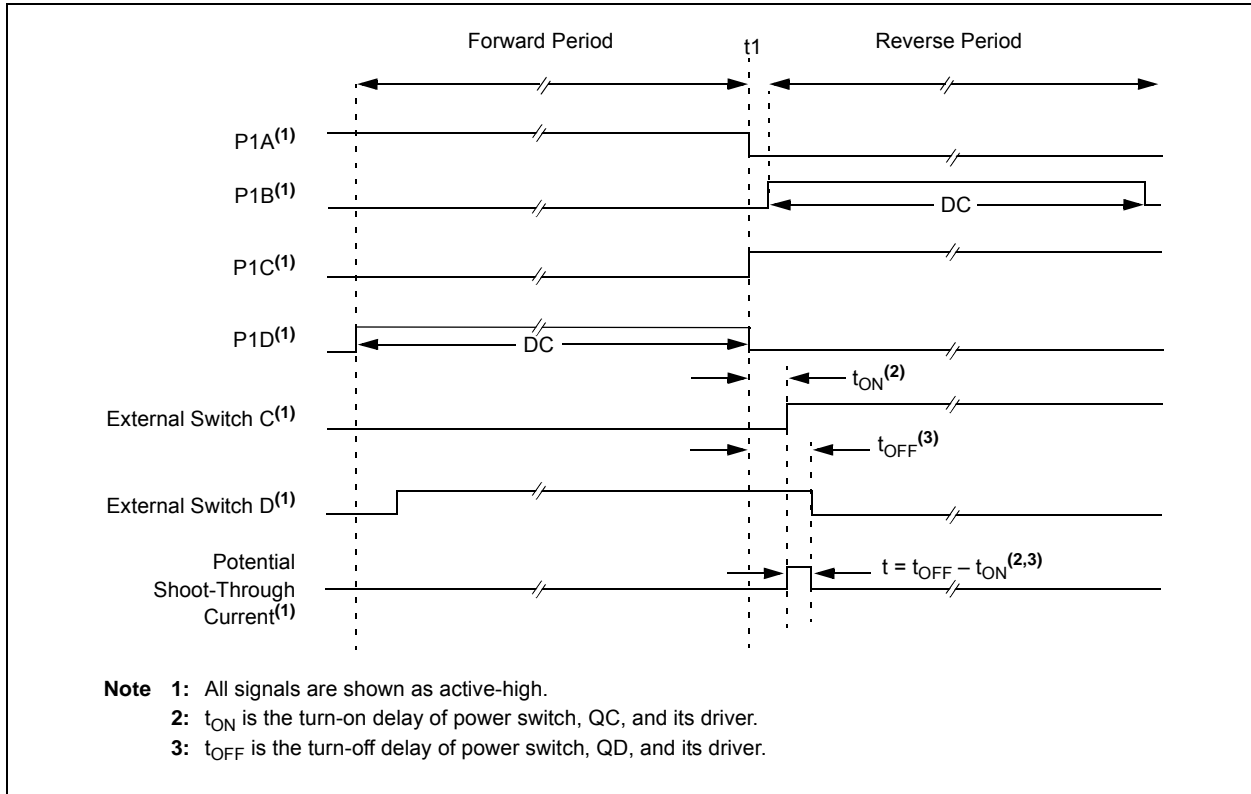 Forward Period
t1
Reverse Period
P1A(1)
P1B(1)
DC
P1C(1)
P1D(1)
DC
tON(2)
External Switch C(1)
tOFF(3)
External Switch D(1)
Potential
Shoot-Through
Current(1)
t = tOFF – tON(2,3)
Note 1: All signals are shown as active-high.
2: tON is the turn-on delay of power switch, QC, and its driver.
3: tOFF is the turn-off delay of power switch, QD, and its driver.